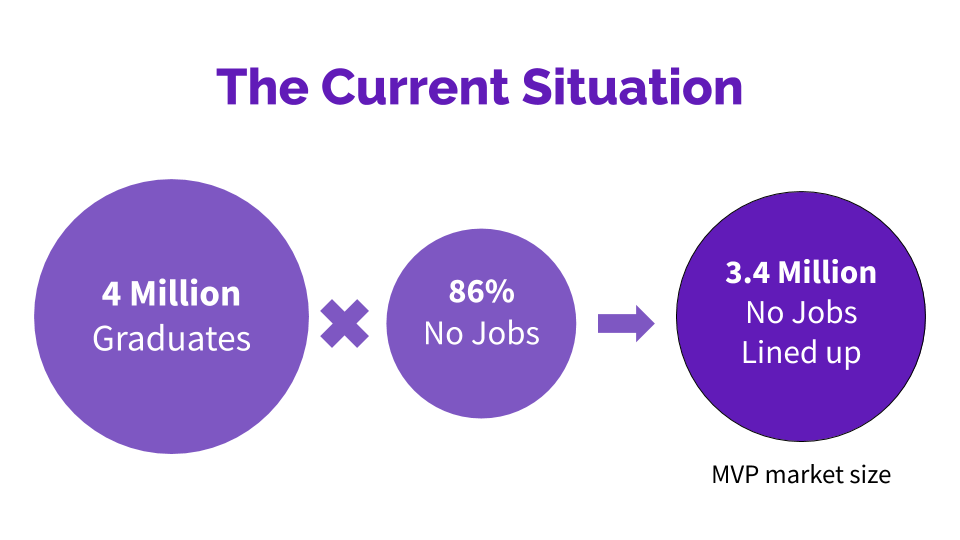 The Current Situation
4 Million
Graduates
86%
No Jobs
3.4 Million
No Jobs
Lined up
MVP market size